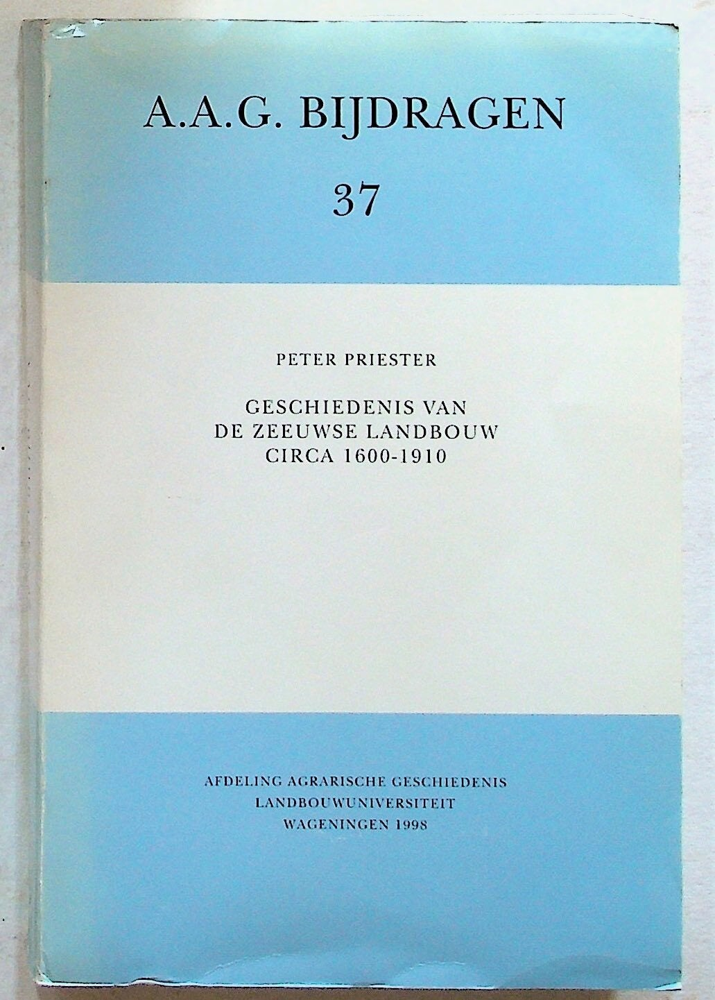 A.A.G. BIJDRAGEN
37
PETER PRIESTER
GESCHIEDENIS VAN
DE ZEEUWSE LANDBOUW
CIRCA 1600-1910
AFDELING AGRARISCHE GESCHIEDENIS
LANDBOUWUNIVERSITEIT
WAGENINGEN 1998